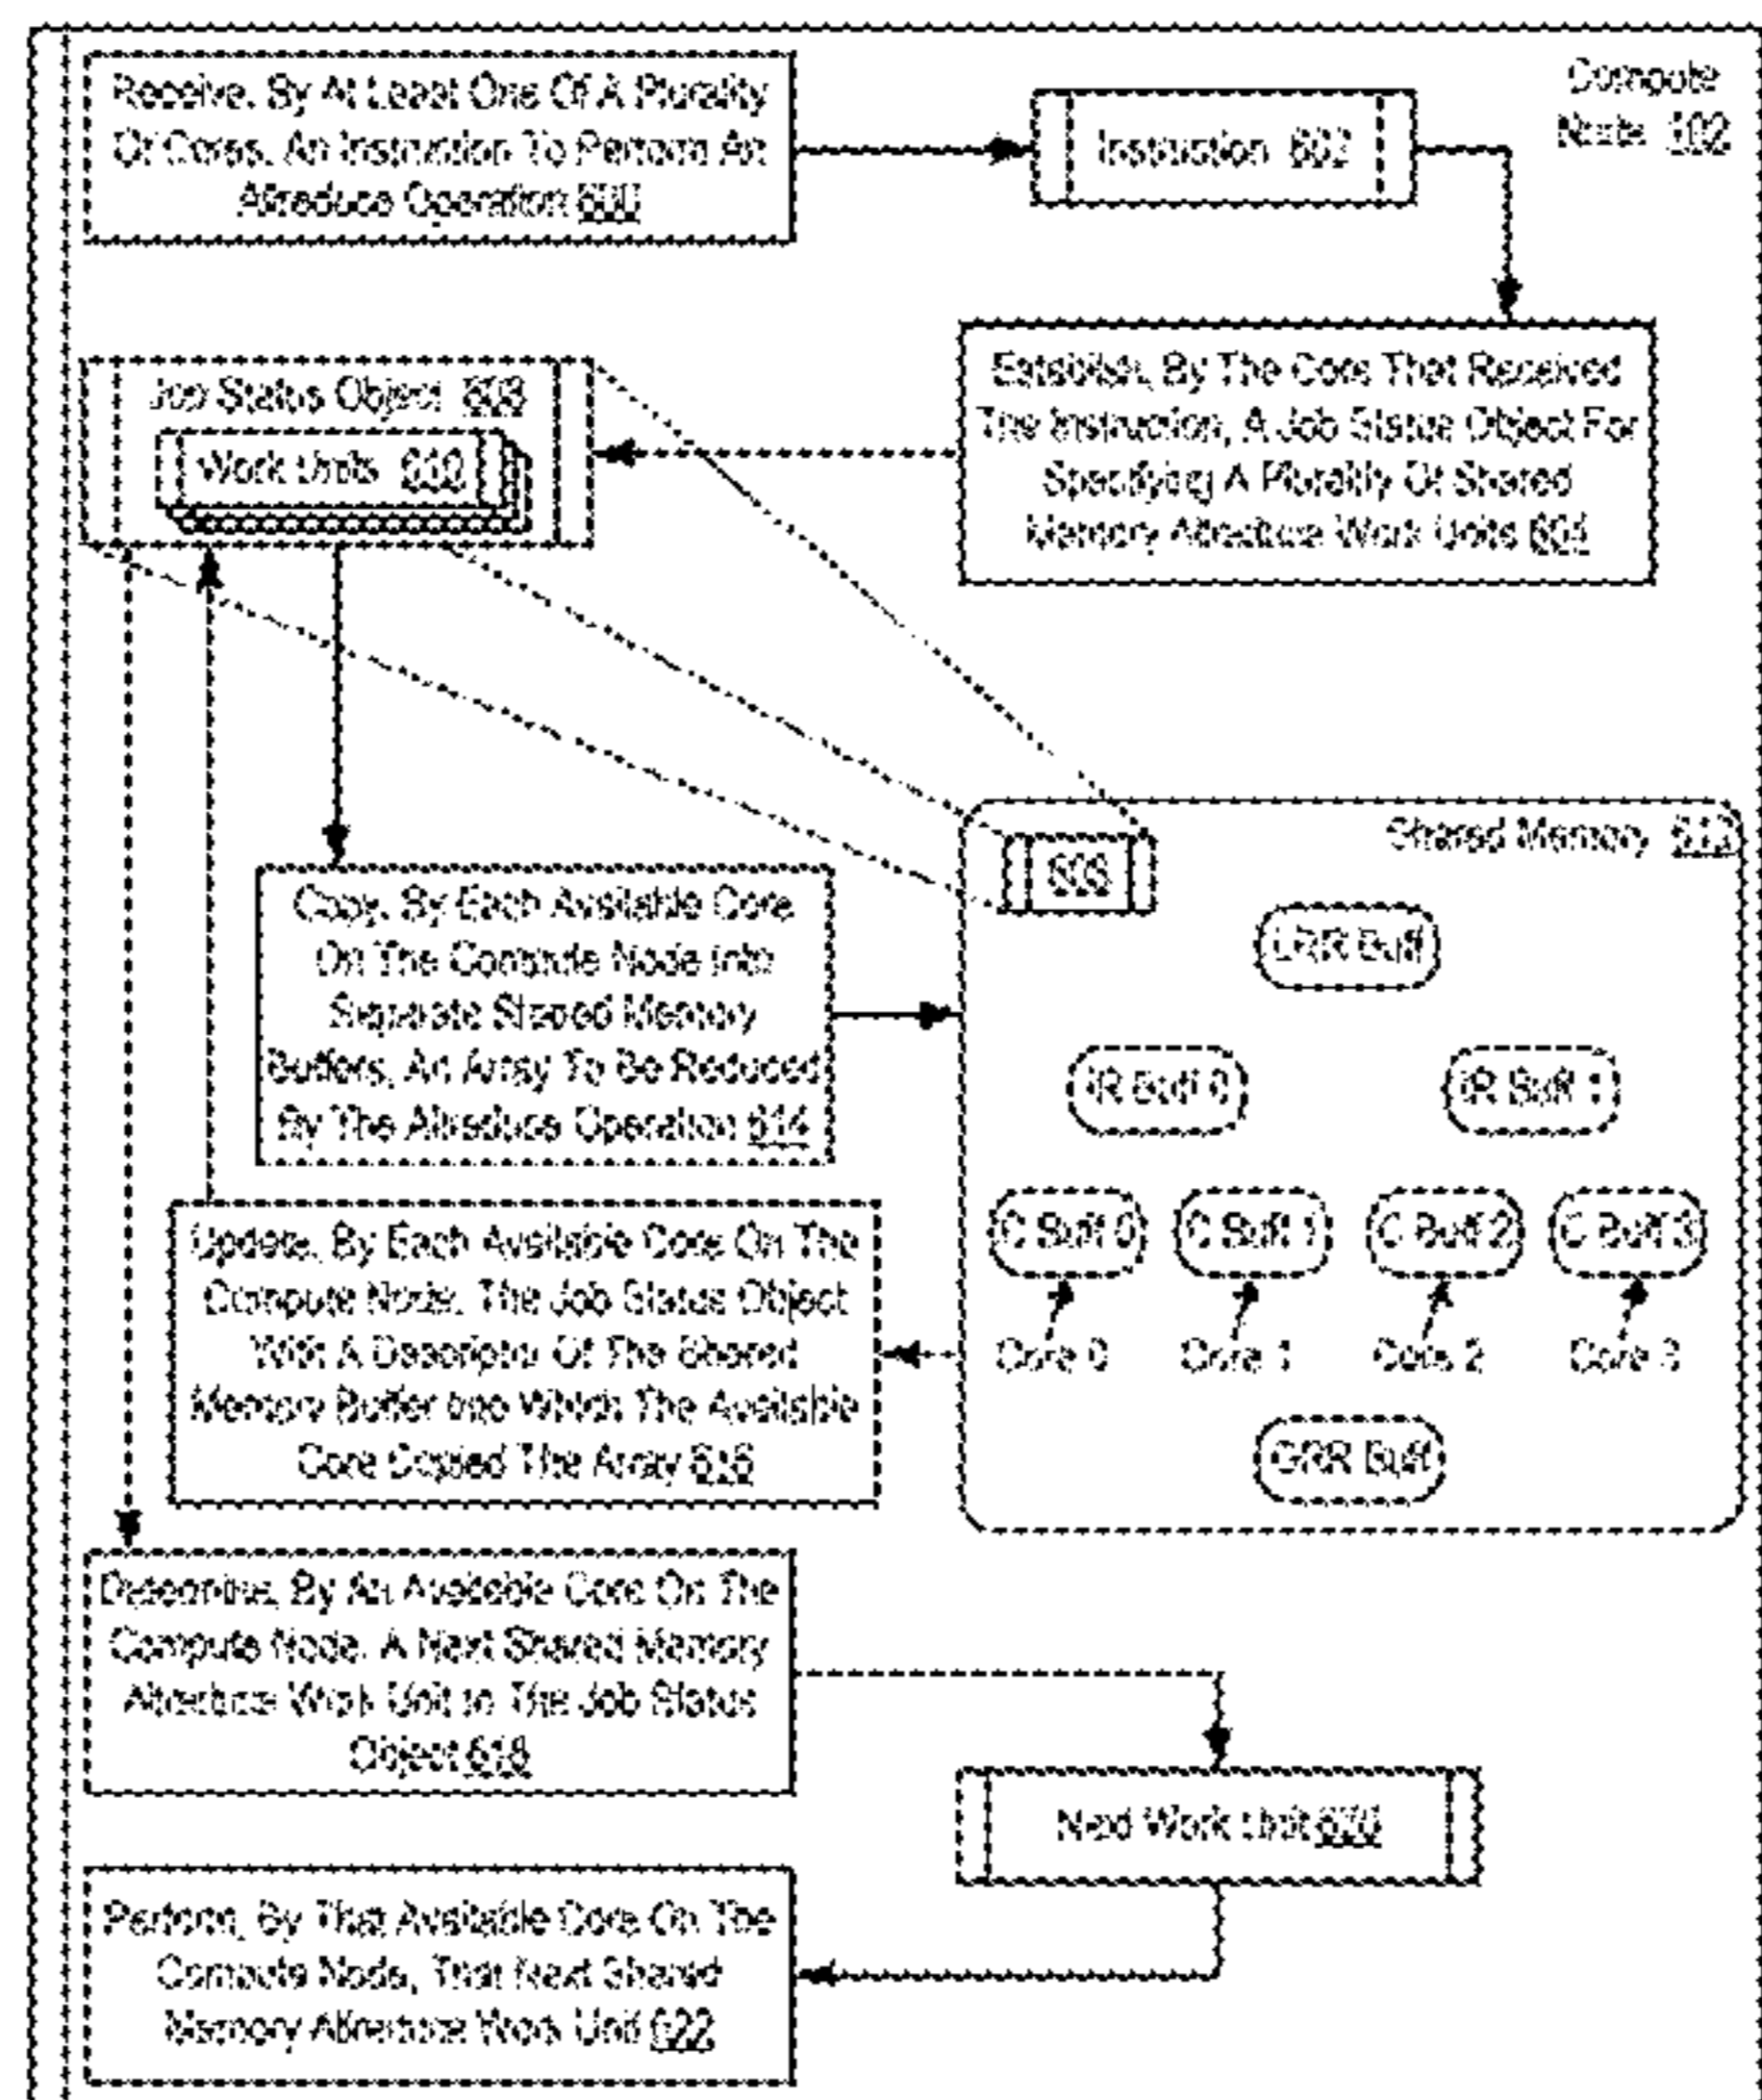 Receive, By At Least One Of A Plurality
Of Cores, An Instruction To Perform An
Allreduce Operation 600
Compute
Node 102
Instruction 602
Job Status Object 608
Work Units 610
Establish, By The Core That Received
The Instruction, A Job Status Object For
Specifying A Plurality Of Shared
Memory Allreduce Work Units 604
Shared Memory
608
LRR Buff
IR Buff 0
IR Buff 1
C Buff 0
C Buff 1
C Buff 2
C Buff 3
Core 0
Core 1
Core 2
Core 3
GRR Buff
Copy, By Each Available Core
On The Compute Node Into
Separate Shared Memory
Buffers, An Array To Be Reduced
By The Allreduce Operation 614
Update, By Each Available Core On The
Compute Node, The Job Status Object
With A Descriptor Of The Shared
Memory Buffer Into Which The Available
Core Copied The Array 616
Determine, By An Available Core On The
Compute Node, A Next Shared Memory
Allreduce Work Unit In The Job Status
Object 618
Next Work Unit 620
Perform, By That Available Core On The
Compute Node, That Next Shared
Memory Allreduce Work Unit 622